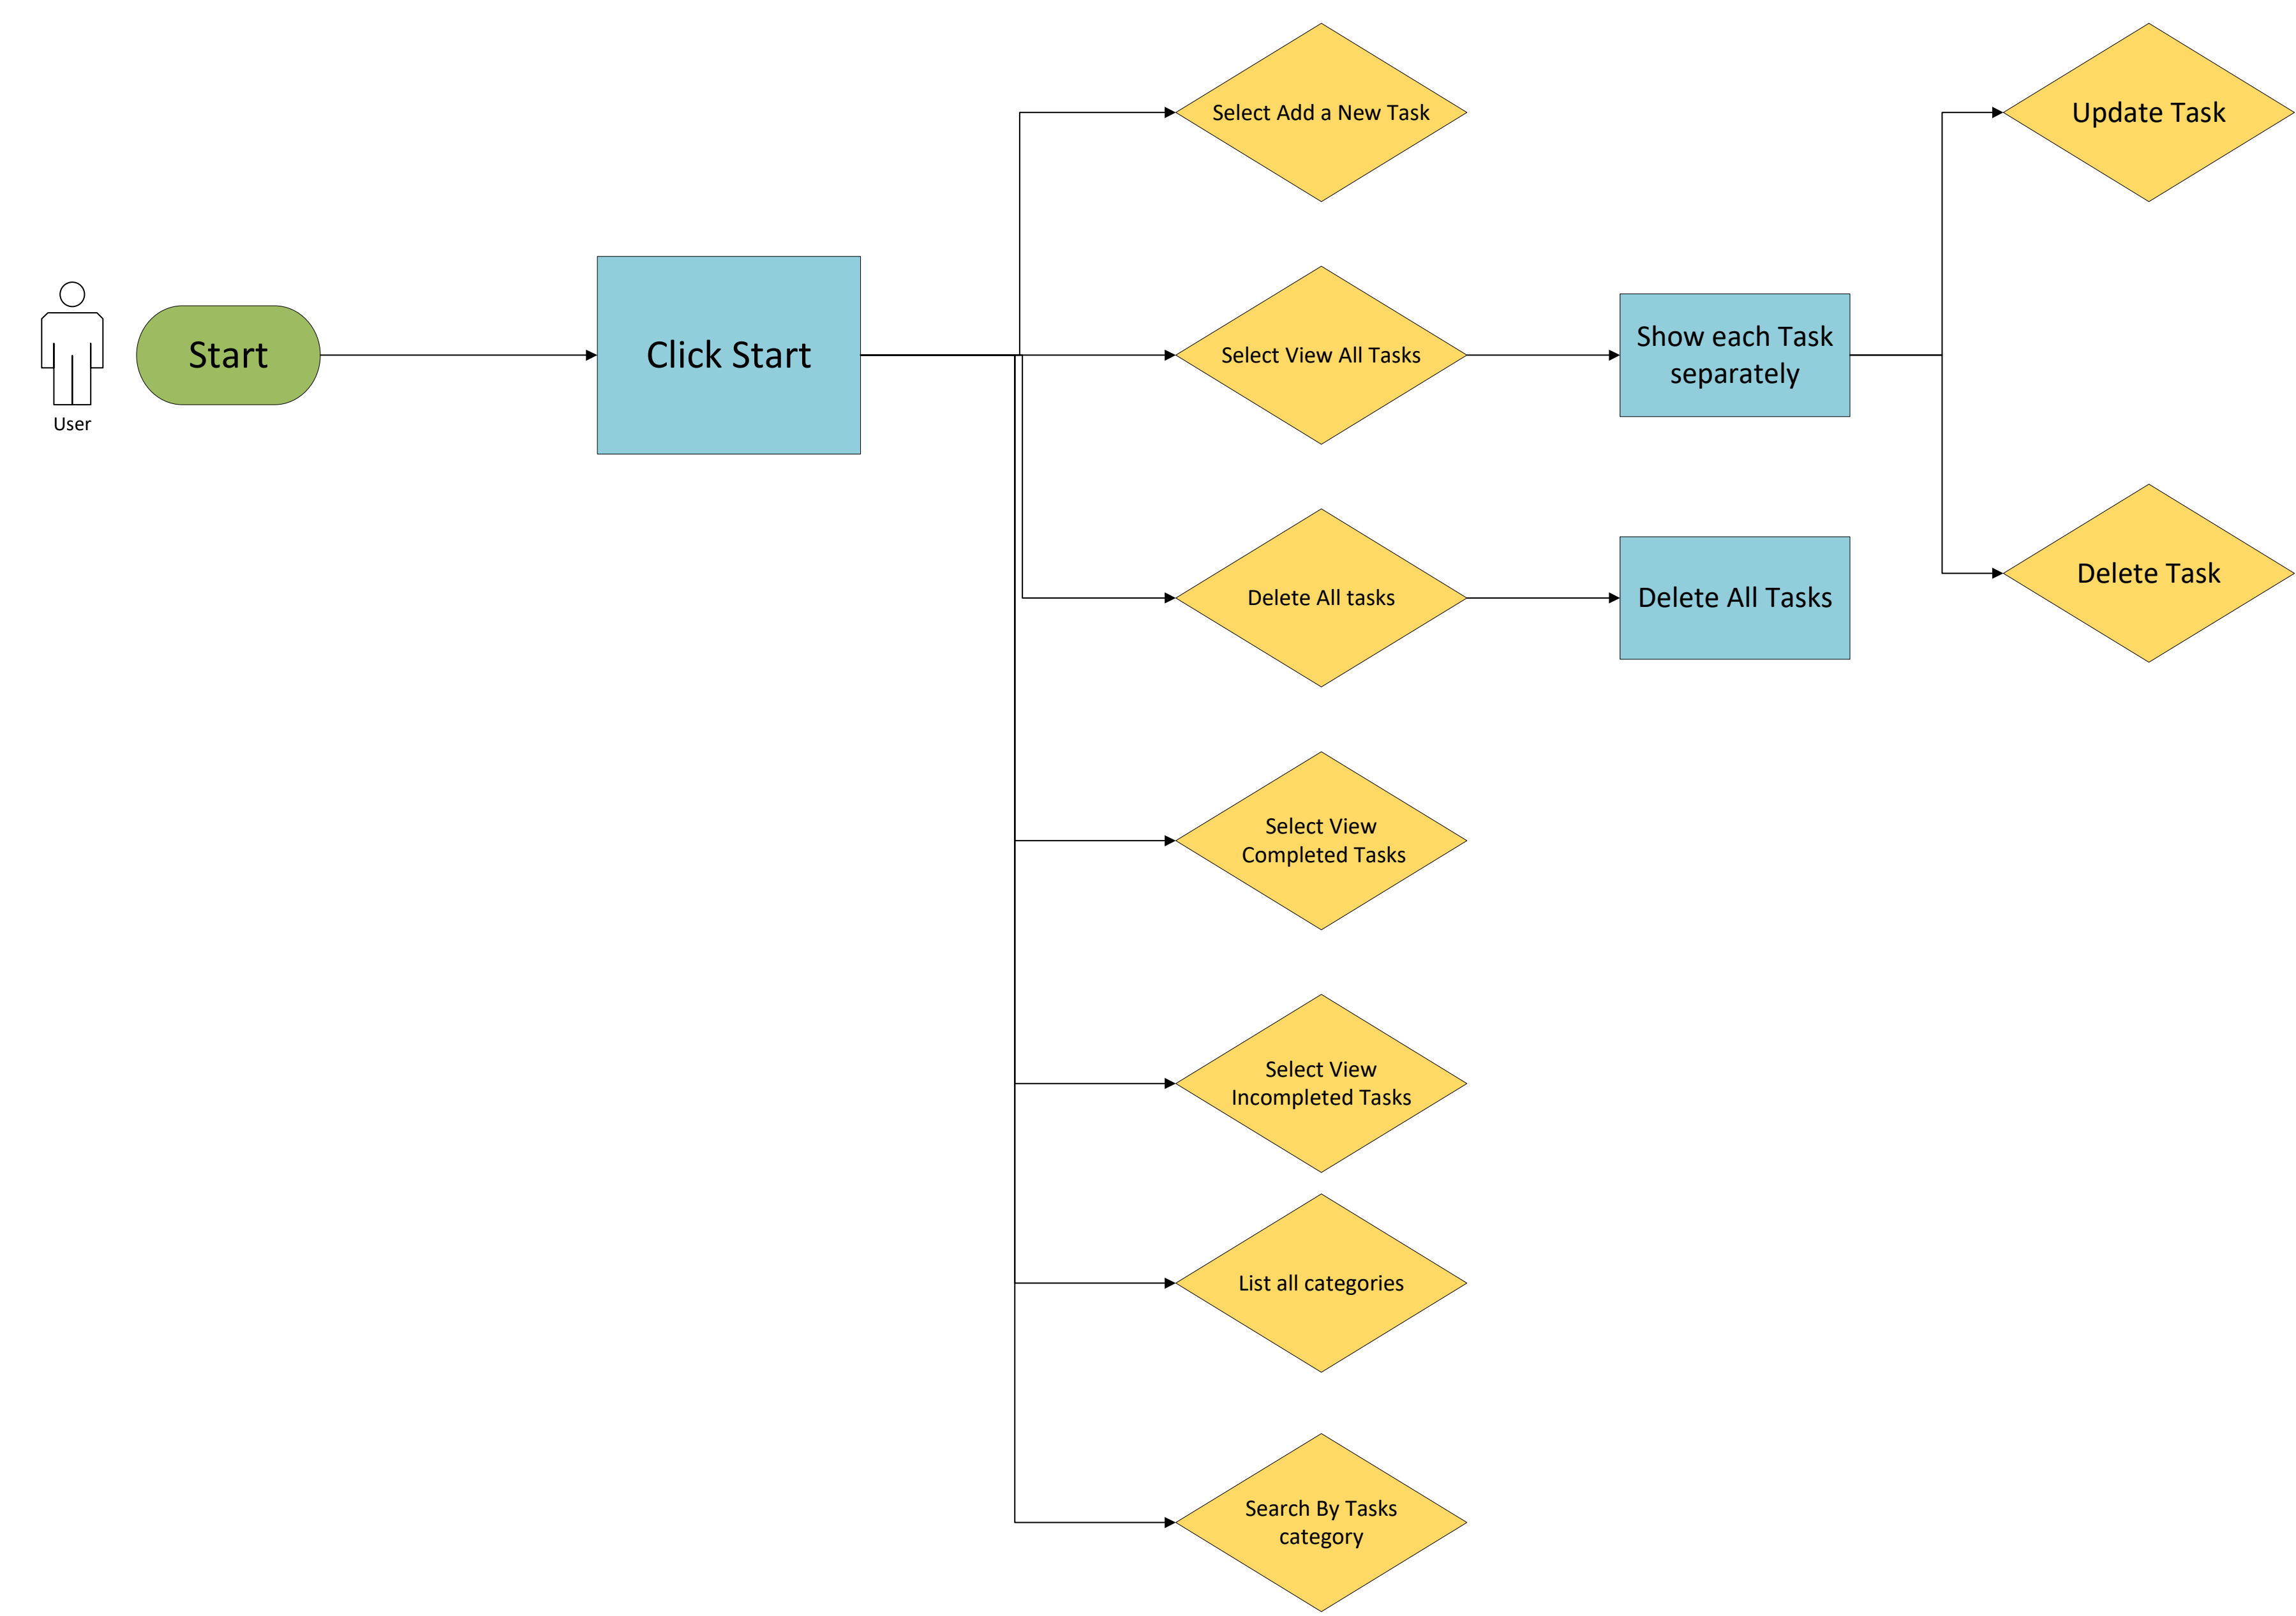 Select Add a New Task
Update Task
User
Start
Click Start
Select View All Tasks
Show each Task
separately
Delete All tasks
Delete All Tasks
Delete Task
Select View
Completed Tasks
Select View
Incompleted Tasks
List all categories
Search By Tasks
category